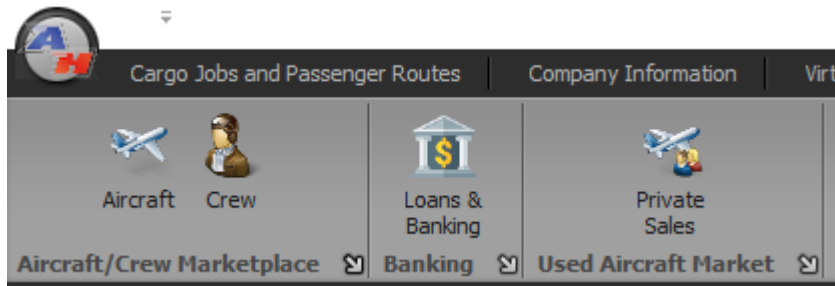 AH
Cargo Jobs and Passenger Routes Company Information Virt
Aircraft Crew Loans & Private
Banking Sales
Aircraft/Crew Marketplace Banking Used Aircraft Market